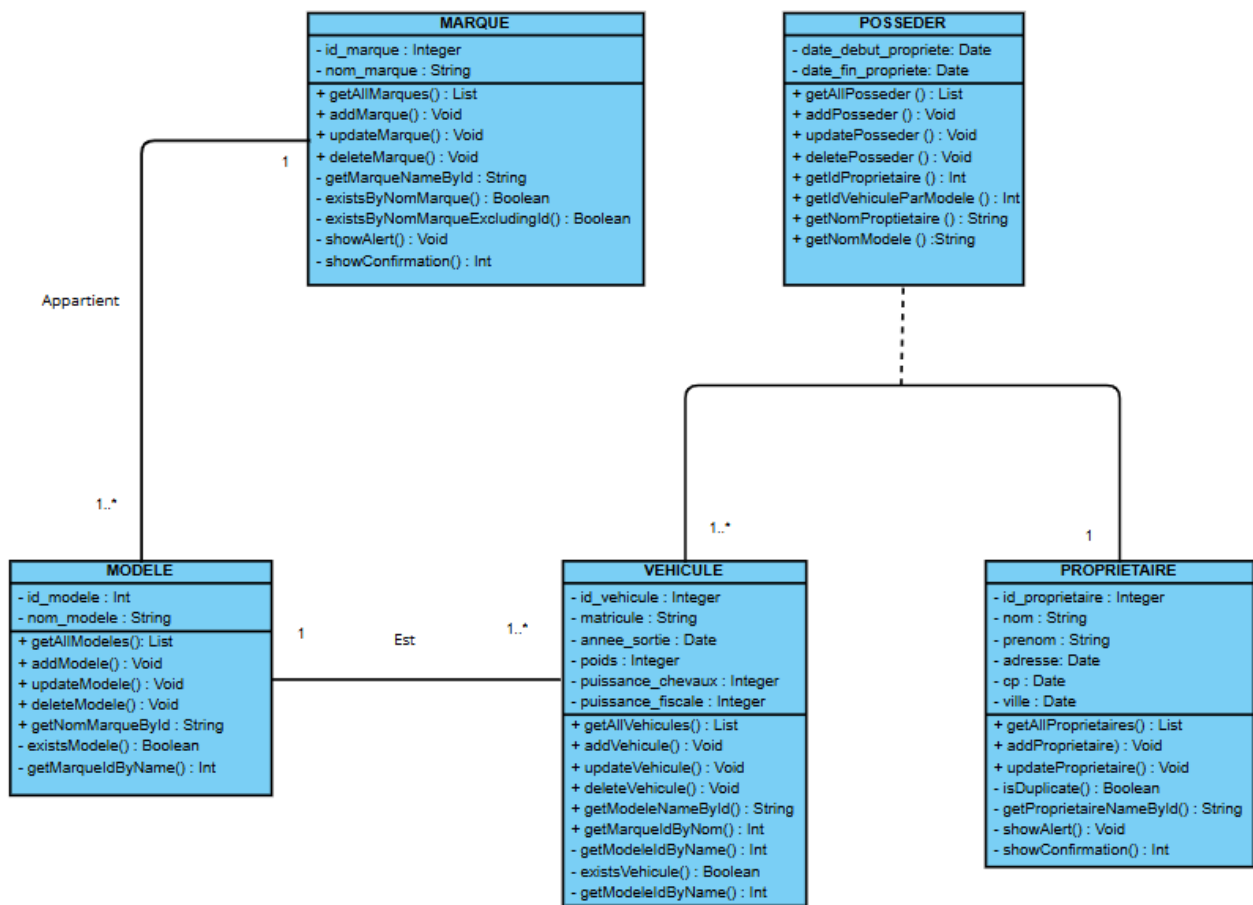 MARQUE
- id_marque : Integer
- nom_marque : String
+ getAllMarques() : List
+ addMarque() : Void
+ updateMarque() : Void
+ deleteMarque() : Void
- getMarqueNameById : String
- existsByNomMarque() : Boolean
- existsByNomMarqueExcludingId() : Boolean
- showAlert() : Void
- showConfirmation() : Int
POSSEDER
- date_debut_propriete: Date
- date_fin_propriete: Date
+ getAllPosseder () : List
+ addPosseder () : Void
+ updatePosseder () : Void
+ deletePosseder () : Void
+ getIdProprietaire () : Int
+ getIdVehiculeParModele () : Int
+ getNomProptietaire () : String
+ getNomModele () :String
1
Appartient
1..*
1..*
1
MODELE
- id_modele : Int
- nom_modele : String
+ getAllModeles(): List
+ addModele() : Void
+ updateModele() : Void
+ deleteModele() : Void
+ getNomMarqueById : String
- existsModele() : Boolean
- getMarqueIdByName() : Int
1
Est
1..*
VEHICULE
- id_vehicule : Integer
- matricule : String
- annee_sortie : Date
- poids : Integer
- puissance_chevaux : Integer
- puissance_fiscale : Integer
+ getAllVehicules() : List
+ addVehicule() : Void
+ updateVehicule() : Void
+ deleteVehicule() : Void
+ getModeleNameById() : String
+ getMarqueIdByNom() : Int
- getModeleIdByName() : Int
- existsVehicule() : Boolean
- getModeleIdByName() : Int
PROPRIETAIRE
- id_proprietaire : Integer
- nom : String
- prenom : String
- adresse: Date
- cp : Date
- ville : Date
+ getAllProprietaires() : List
+ addProprietaire) : Void
+ updateProprietaire() : Void
- isDuplicate() : Boolean
- getProprietaireNameById() : String
- showAlert() : Void
- showConfirmation() : Int